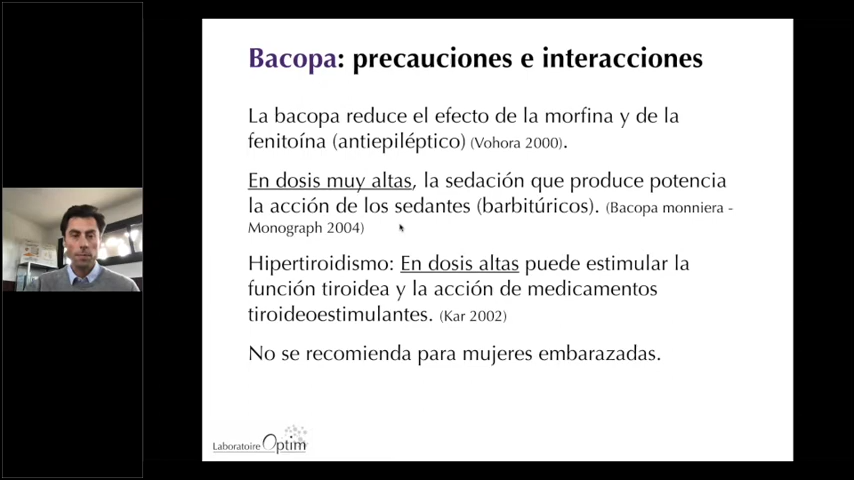 Bacopa: precauciones e interacciones
La bacopa reduce el efecto de la morfina y de la
fenitoína (antiepiléptico) (Vohora 2000).
En dosis muy altas, la sedación que produce potencia
la acción de los sedantes (barbitúricos). (Bacopa monniera -
Monograph 2004)
Hipertiroidismo: En dosis altas puede estimular la
función tiroidea y la acción de medicamentos
tiroideoestimulantes. (Kar 2002)
No se recomienda para mujeres embarazadas.
Laboratoire Optim